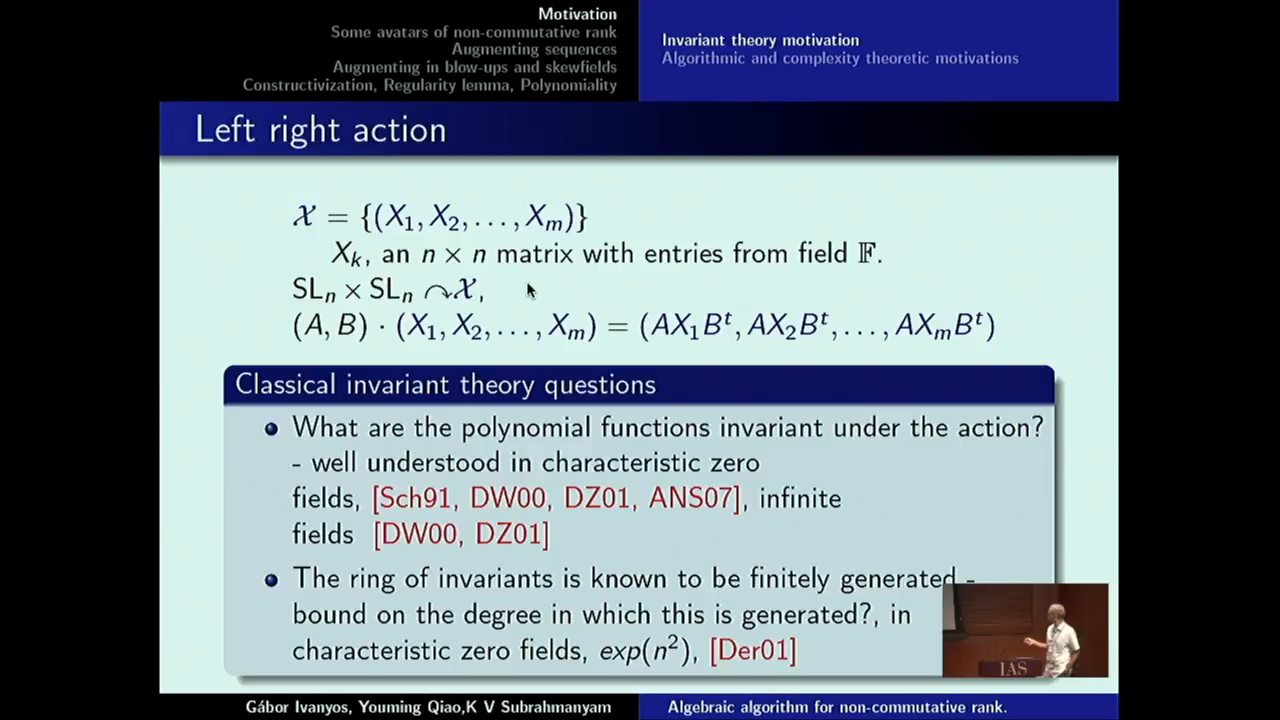 Motivation
Some avatars of non-commutative rank
Augmenting sequences
Augmenting in blow-ups and skewfields
Constructivization, Regularity lemma, Polynomiality
Invariant theory motivation
Algorithmic and complexity theoretic motivations
Left right action
𝒳 = {(X₁, X₂, . . . , Xₘ)}
Xₖ, an n × n matrix with entries from field 𝔽.
SLₙ × SLₙ ↷𝒳,
(A, B) · (X₁, X₂, . . . , Xₘ) = (AX₁Bᵗ, AX₂Bᵗ, . . . , AXₘBᵗ)
Classical invariant theory questions
• What are the polynomial functions invariant under the action?
- well understood in characteristic zero
fields, [Sch91, DW00, DZ01, ANS07], infinite
fields [DW00, DZ01]
• The ring of invariants is known to be finitely generated -
bound on the degree in which this is generated?, in
characteristic zero fields, exp(n²), [Der01]
IAS
Gábor Ivanyos, Youming Qiao,K V Subrahmanyam
Algebraic algorithm for non-commutative rank.